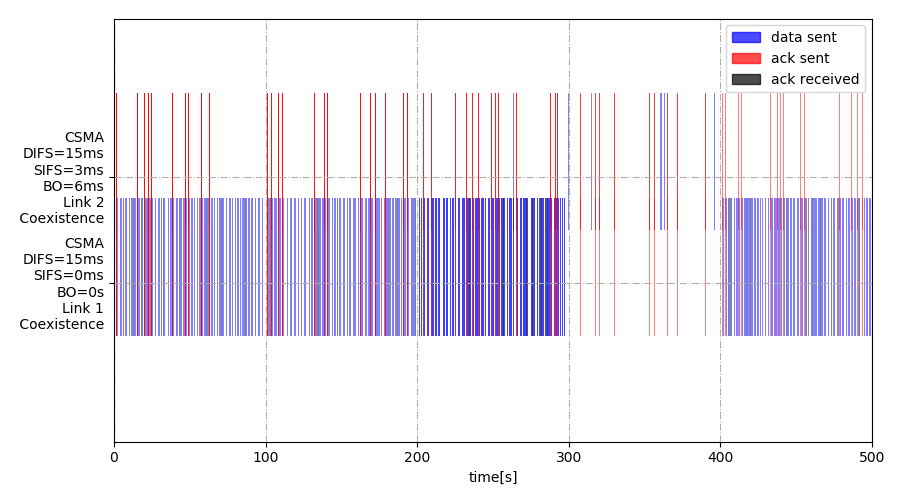 data sent
ack sent
ack received
CSMA
DIFS=15ms
SIFS=3ms
BO=6ms
Link 2
Coexistence
CSMA
DIFS=15ms
SIFS=0ms
BO=0s
Link 1
Coexistence
0 100 200 300 400 500
time[s]